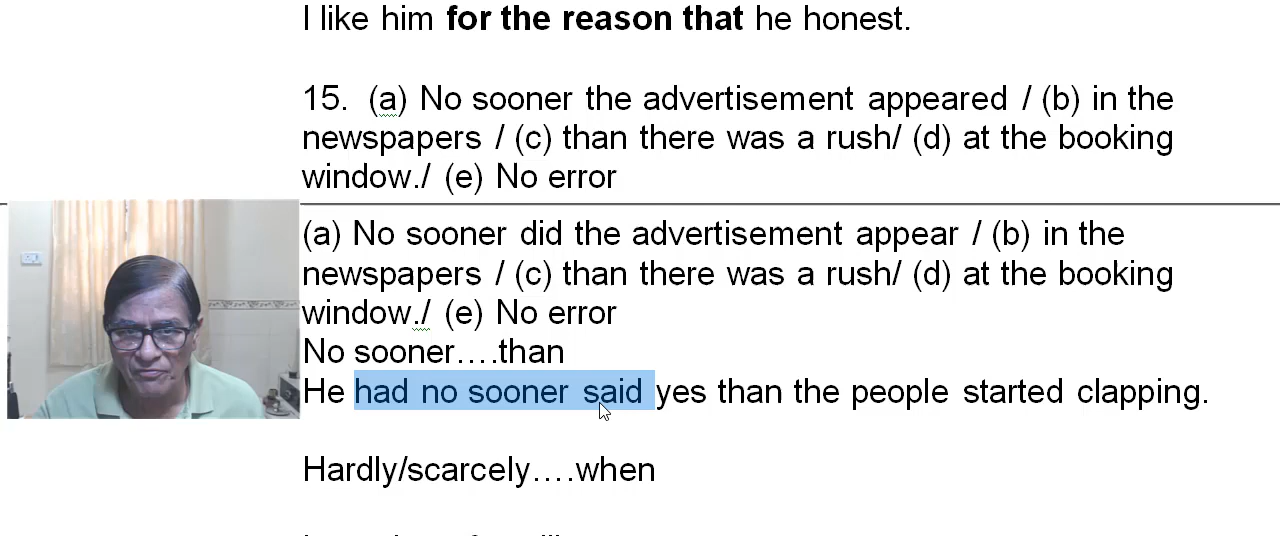 I like him for the reason that he honest.
15. (a) No sooner the advertisement appeared / (b) in the
newspapers / (c) than there was a rush/ (d) at the booking
window./ (e) No error
(a) No sooner did the advertisement appear / (b) in the
newspapers / (c) than there was a rush/ (d) at the booking
window./ (e) No error
No sooner….than
He had no sooner said yes than the people started clapping.
Hardly/scarcely….when